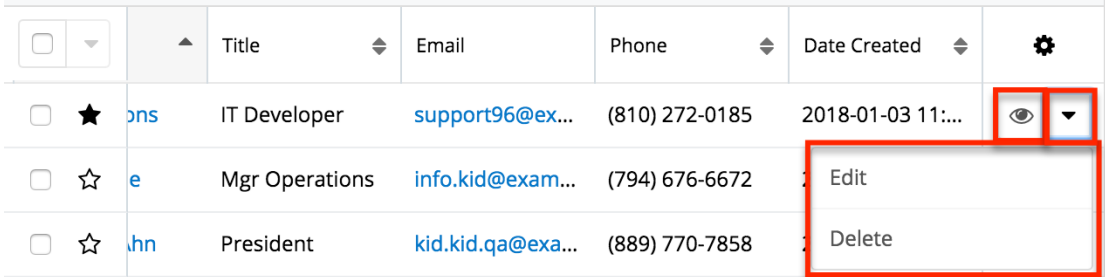 Title Email Phone Date Created
ons IT Developer support96@ex... (810) 272-0185 2018-01-03 11:...
e Mgr Operations info.kid@exam... (794) 676-6672
Edit
Ahn President kid.kid.qa@exa... (889) 770-7858
Delete